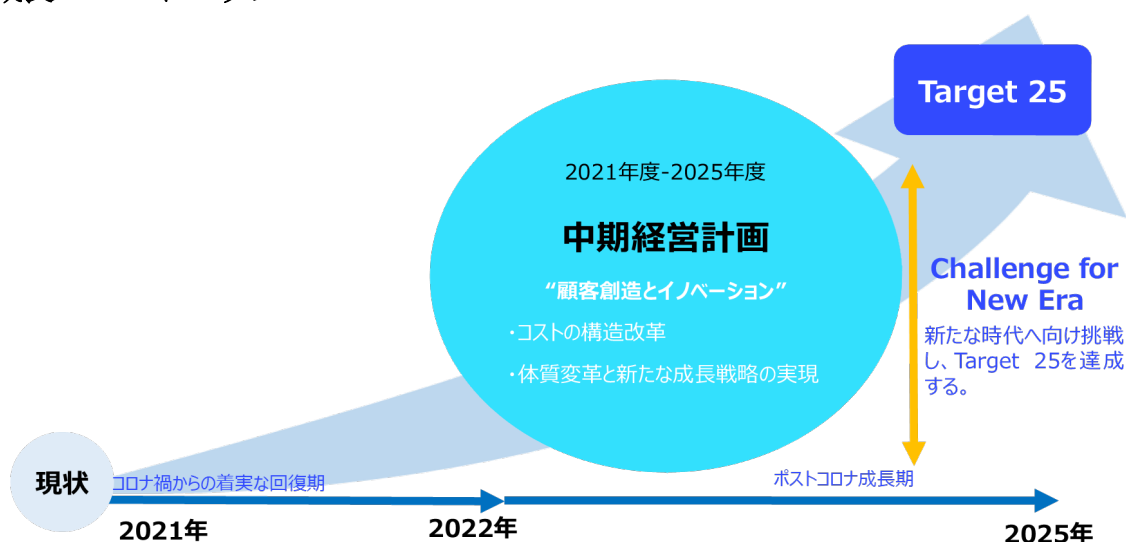 Target 25
2021年度-2025年度
中期経営計画
“顧客創造とイノベーション”
・コストの構造改革
・体質変革と新たな成長戦略の実現
Challenge for
New Era
新たな時代へ向け挑戦
し、Target 25を達成
する。
現状
コロナ禍からの着実な回復期
ポストコロナ成長期
2021年
2022年
2025年